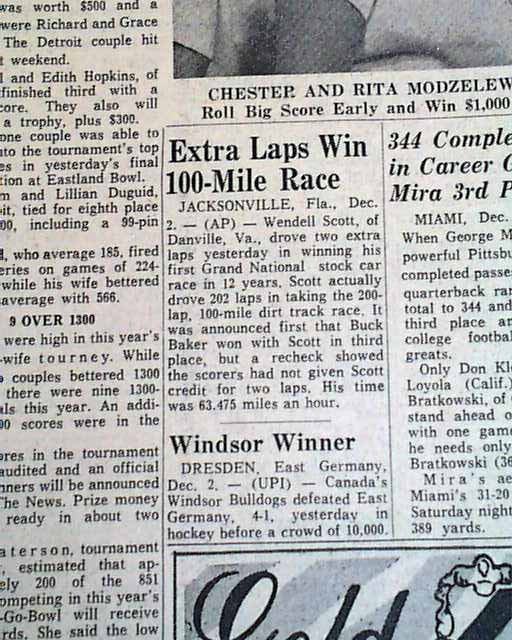 was worth $500 and a
were Richard and Grace
The Detroit couple hit
t weekend.
l and Edith Hopkins, of
finished third with a
core. They also will
a trophy, plus $300.
one couple was able to
to the tournament's top
es in yesterday's final
tion at Eastland Bowl.
m and Lillian Duguid,
it, tied for eighth place
00, including a 99-pin
d, who average 185, fired
eries on games of 224-
while his wife bettered
average with 566.
9 OVER 1300
were high in this year's
-wife tourney. While
couples bettered 1300
there were nine 1300-
als this year. An addi-
00 scores were in the
ores in the tournament
audited and an official
nners will be announced
The News. Prize money
ready in about two
aterson, tournament
, estimated that ap-
ely 200 of the 851
ompeting in this year's
-Go-Bowl will receive
rds. She said the low
CHESTER AND RITA MODZELEW
Roll Big Score Early and Win $1,000
Extra Laps Win
100-Mile Race
JACKSONVILLE, Fla., Dec.
2. — (AP) — Wendell Scott, of
Danville, Va., drove two extra
laps yesterday in winning his
first Grand National stock car
race in 12 years. Scott actually
drove 202 laps in taking the 200-
lap, 100-mile dirt track race. It
was announced first that Buck
Baker won with Scott in third
place, but a recheck showed
the scorers had not given Scott
credit for two laps. His time
was 63.475 miles an hour.
Windsor Winner
DRESDEN, East Germany,
Dec. 2. — (UPI) — Canada's
Windsor Bulldogs defeated East
Germany, 4-1, yesterday in
hockey before a crowd of 10,000.
344 Comple
in Career
Mira 3rd P
MIAMI, Dec.
When George M
powerful Pittsbu
completed passe
quarterback ran
total to 344 and
third place a
college footbal
greats.
Only Don Kl
Loyola (Calif.)
Bratkowski, of
stand ahead o
with one game
he needs only
Bratkowski (36
Mira's ae
Miami's 31-20
Saturday night
389 yards.
Gold